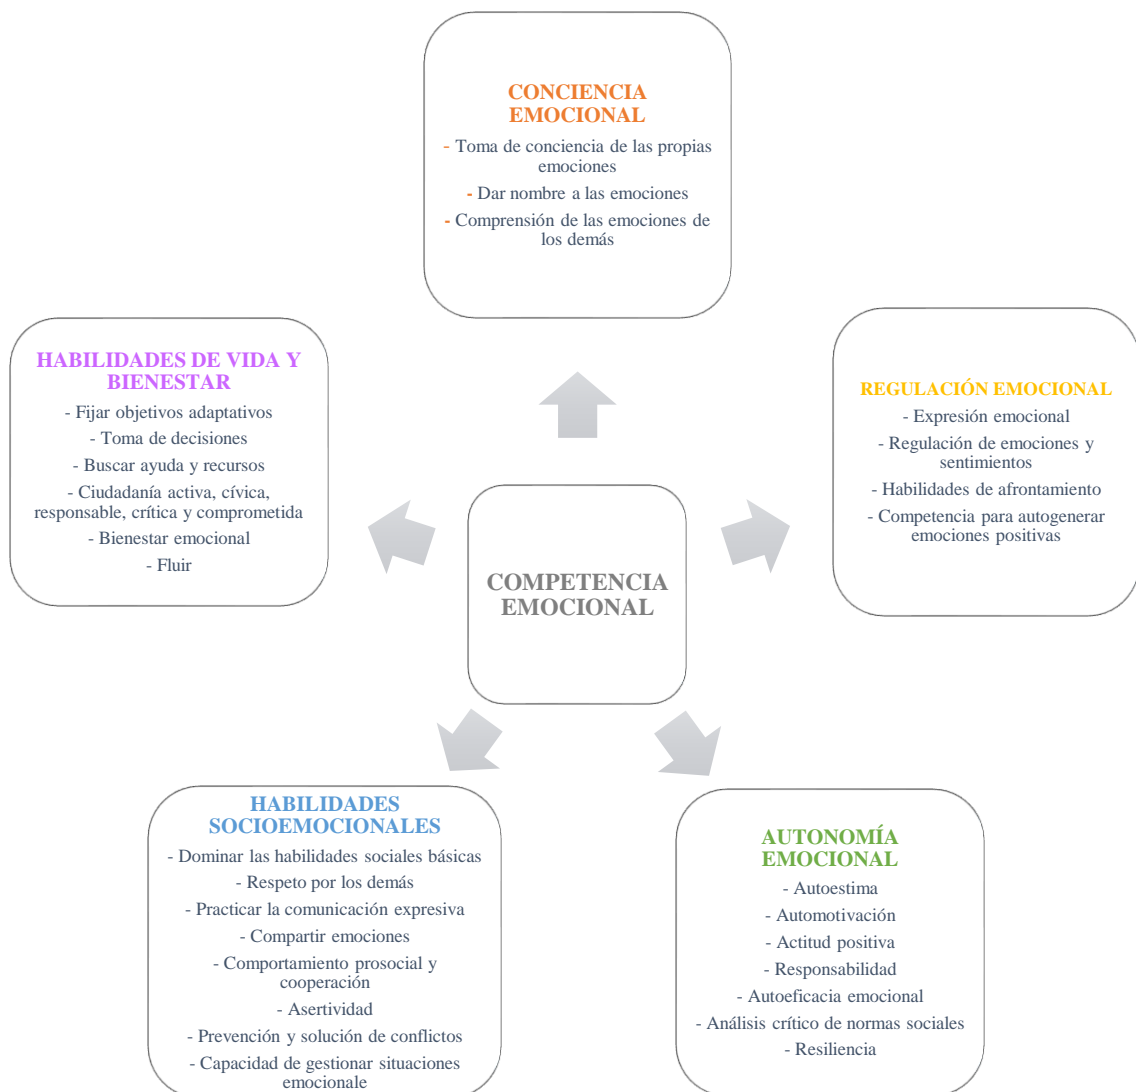 CONCIENCIA
EMOCIONAL
- Toma de conciencia de las propias
emociones
- Dar nombre a las emociones
- Comprensión de las emociones de
los demás
HABILIDADES DE VIDA Y
BIENESTAR
- Fijar objetivos adaptativos
- Toma de decisiones
- Buscar ayuda y recursos
- Ciudadanía activa, cívica,
responsable, crítica y comprometida
- Bienestar emocional
- Fluir
REGULACIÓN EMOCIONAL
- Expresión emocional
- Regulación de emociones y
sentimientos
- Habilidades de afrontamiento
- Competencia para autogenerar
emociones positivas
COMPETENCIA
EMOCIONAL
HABILIDADES
SOCIOEMOCIONALES
- Dominar las habilidades sociales básicas
- Respeto por los demás
- Practicar la comunicación expresiva
- Compartir emociones
- Comportamiento prosocial y
cooperación
- Asertividad
- Prevención y solución de conflictos
- Capacidad de gestionar situaciones
emocionale
AUTONOMÍA
EMOCIONAL
- Autoestima
- Automotivación
- Actitud positiva
- Responsabilidad
- Autoeficacia emocional
- Análisis crítico de normas sociales
- Resiliencia